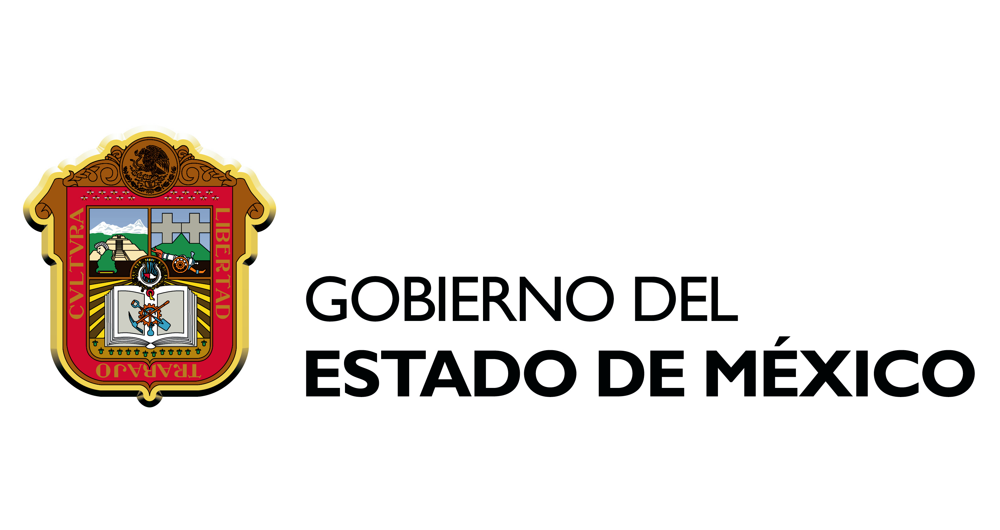 CVLTVRA
LIBERTAD
TRABAJO
GOBIERNO DEL
ESTADO DE MÉXICO